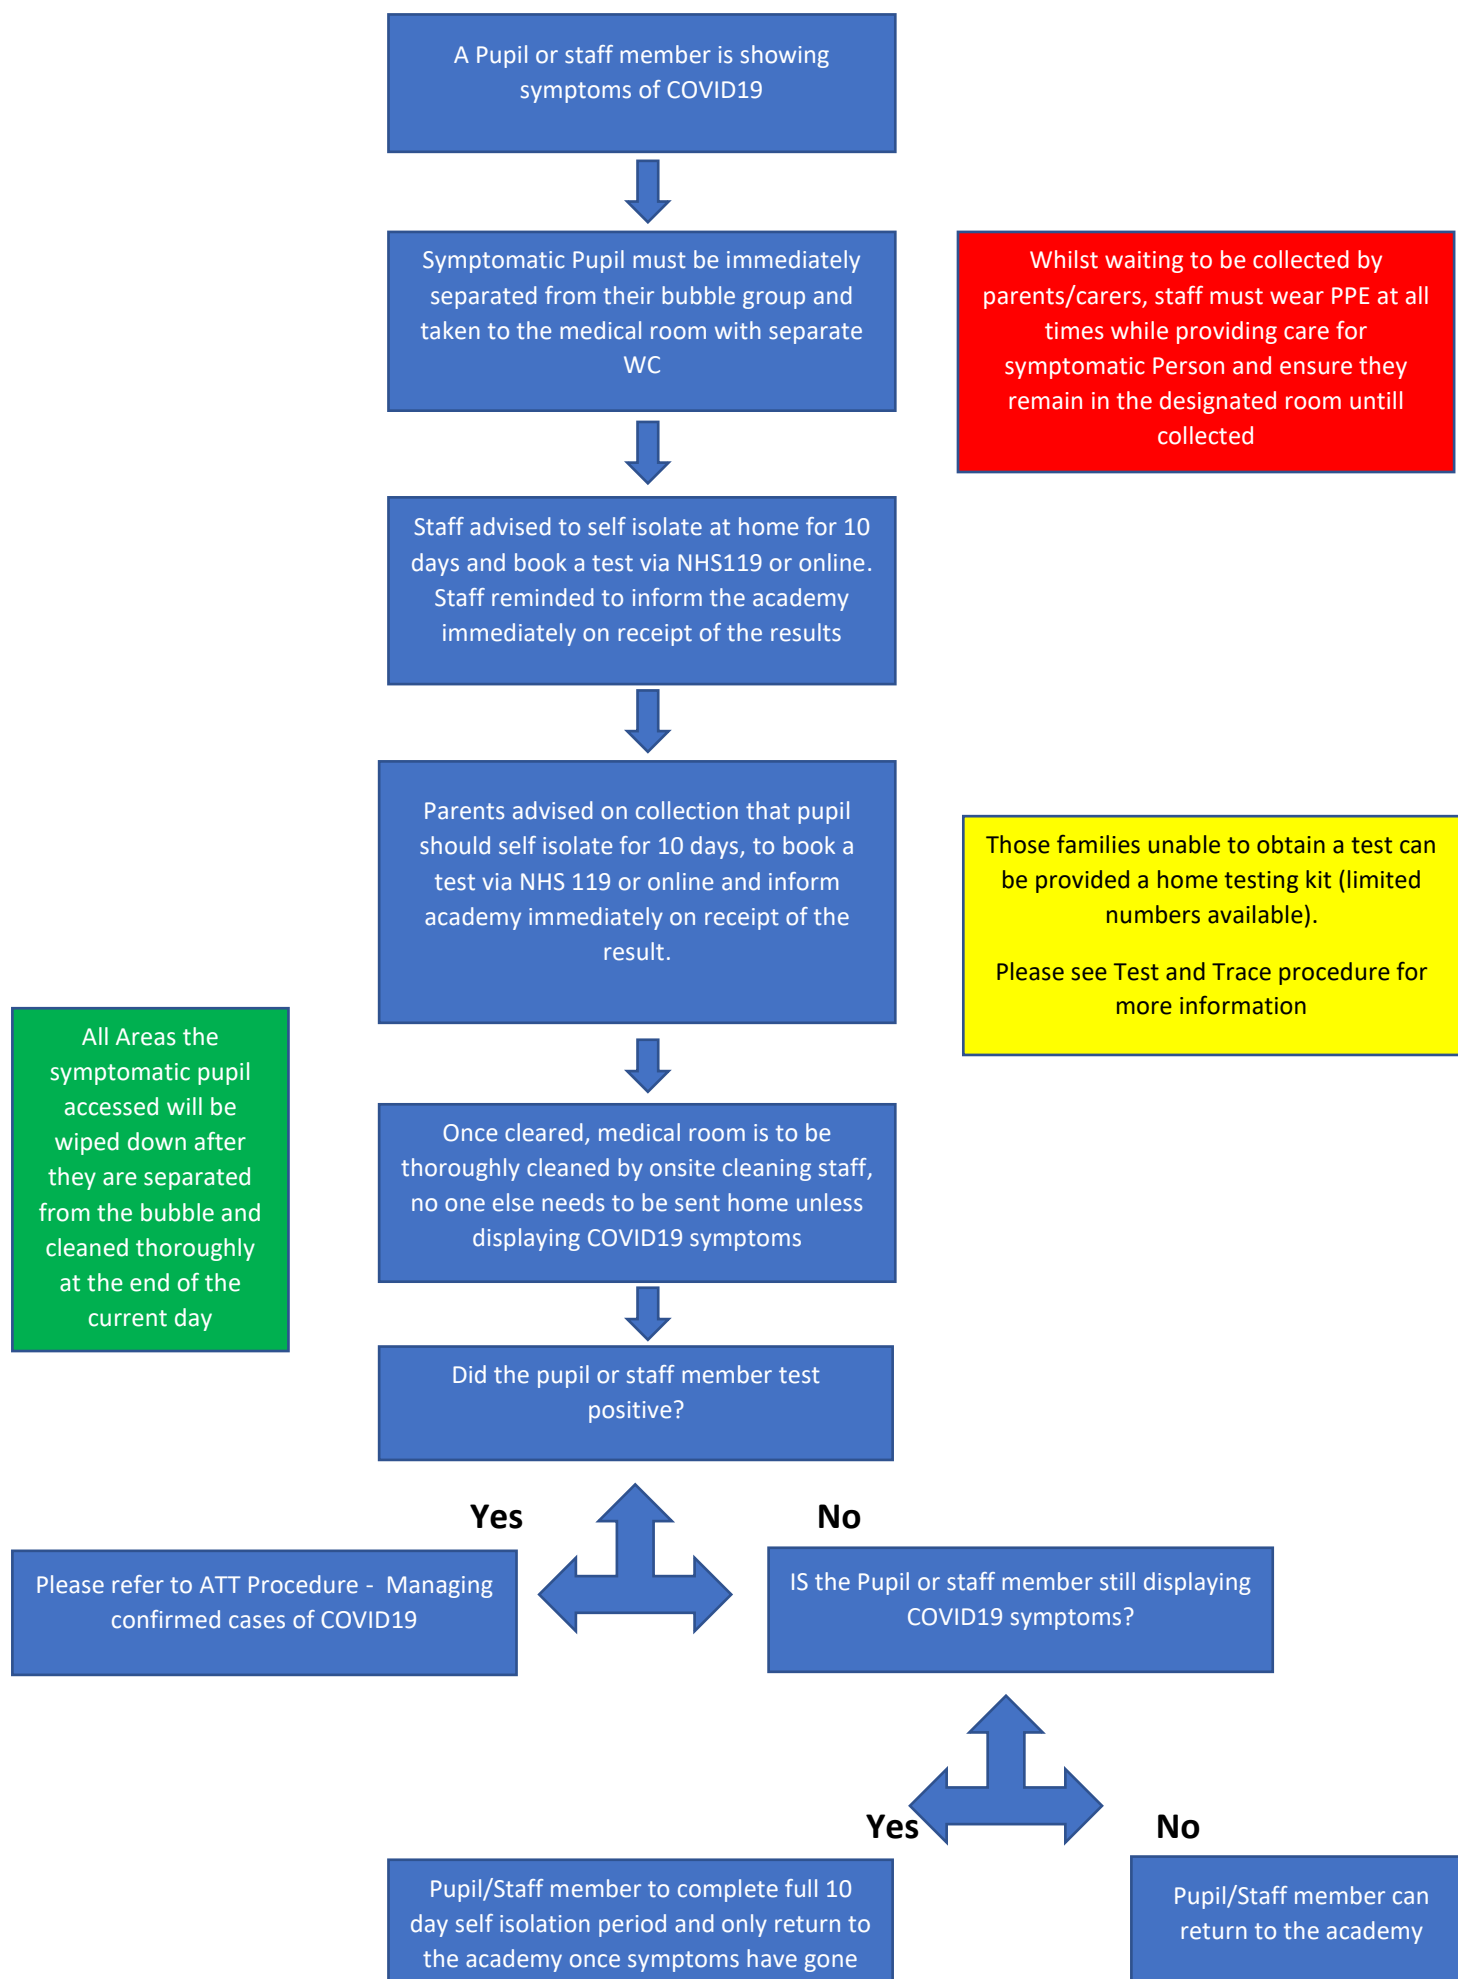 A Pupil or staff member is showing
symptoms of COVID19
Symptomatic Pupil must be immediately
separated from their bubble group and
taken to the medical room with separate
WC
Whilst waiting to be collected by
parents/carers, staff must wear PPE at all
times while providing care for
symptomatic Person and ensure they
remain in the designated room untill
collected
Staff advised to self isolate at home for 10
days and book a test via NHS119 or online.
Staff reminded to inform the academy
immediately on receipt of the results
Parents advised on collection that pupil
should self isolate for 10 days, to book a
test via NHS 119 or online and inform
academy immediately on receipt of the
result.
Those families unable to obtain a test can
be provided a home testing kit (limited
numbers available).
Please see Test and Trace procedure for
more information
All Areas the
symptomatic pupil
accessed will be
wiped down after
they are separated
from the bubble and
cleaned thoroughly
at the end of the
current day
Once cleared, medical room is to be
thoroughly cleaned by onsite cleaning staff,
no one else needs to be sent home unless
displaying COVID19 symptoms
Did the pupil or staff member test
positive?
Yes
No
Please refer to ATT Procedure - Managing
confirmed cases of COVID19
IS the Pupil or staff member still displaying
COVID19 symptoms?
Yes
No
Pupil/Staff member to complete full 10
day self isolation period and only return to
the academy once symptoms have gone
Pupil/Staff member can
return to the academy